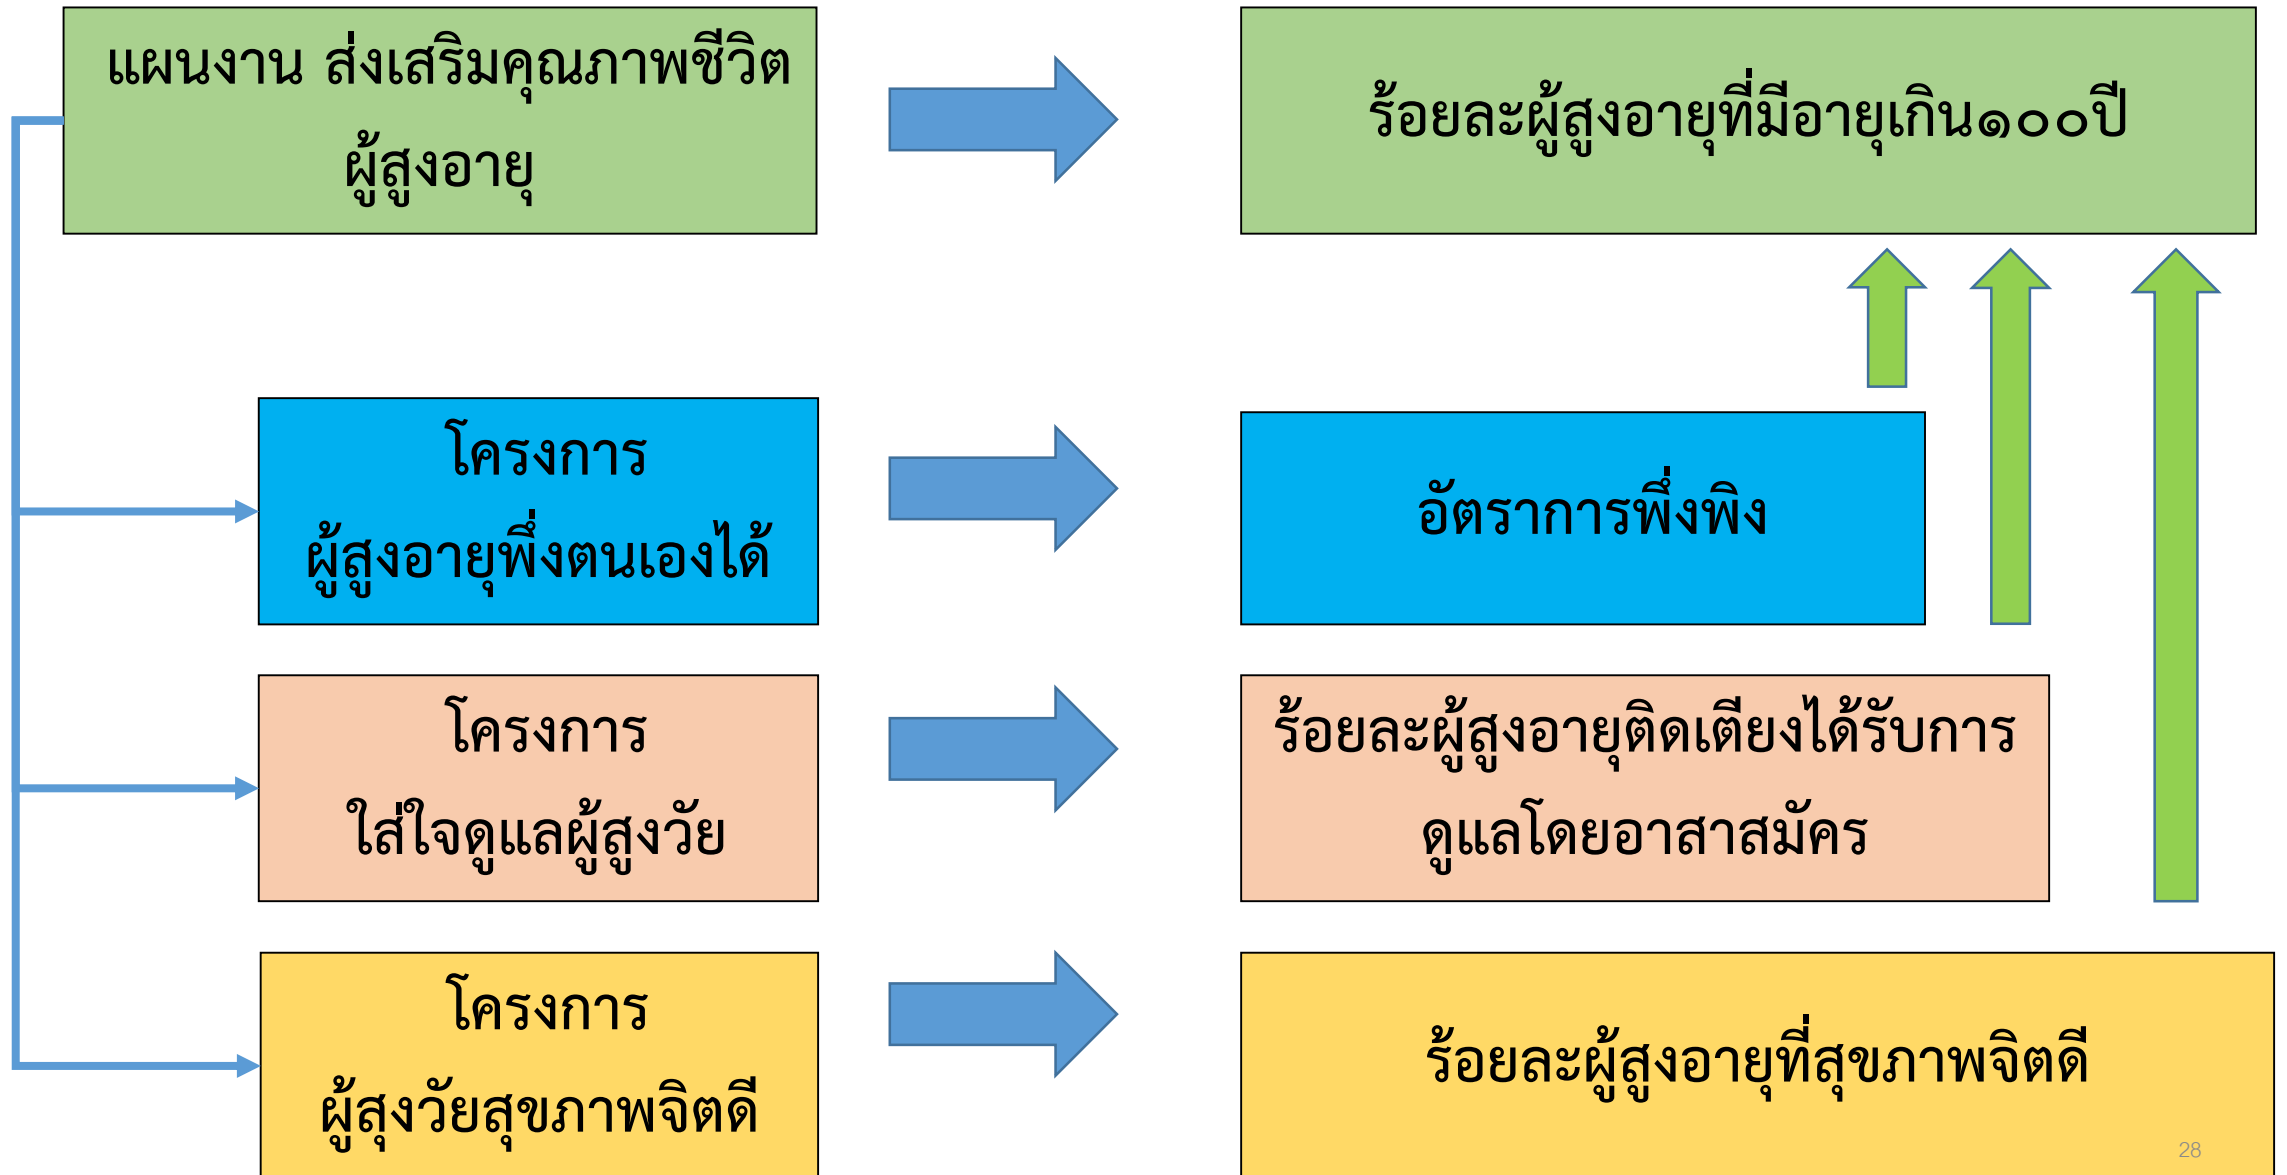 แผนงาน ส่งเสริมคุณภาพชีวิต
ผู้สูงอายุ
ร้อยละผู้สูงอายุที่มีอายุเกิน๑๐๐ปี
โครงการ
ผู้สูงอายุพึ่งตนเองได้
อัตราการพึ่งพิง
โครงการ
ใส่ใจดูแลผู้สูงวัย
ร้อยละผู้สูงอายุติดเตียงได้รับการ
ดูแลโดยอาสาสมัคร
โครงการ
ผู้สุงวัยสุขภาพจิตดี
ร้อยละผู้สูงอายุที่สุขภาพจิตดี
28